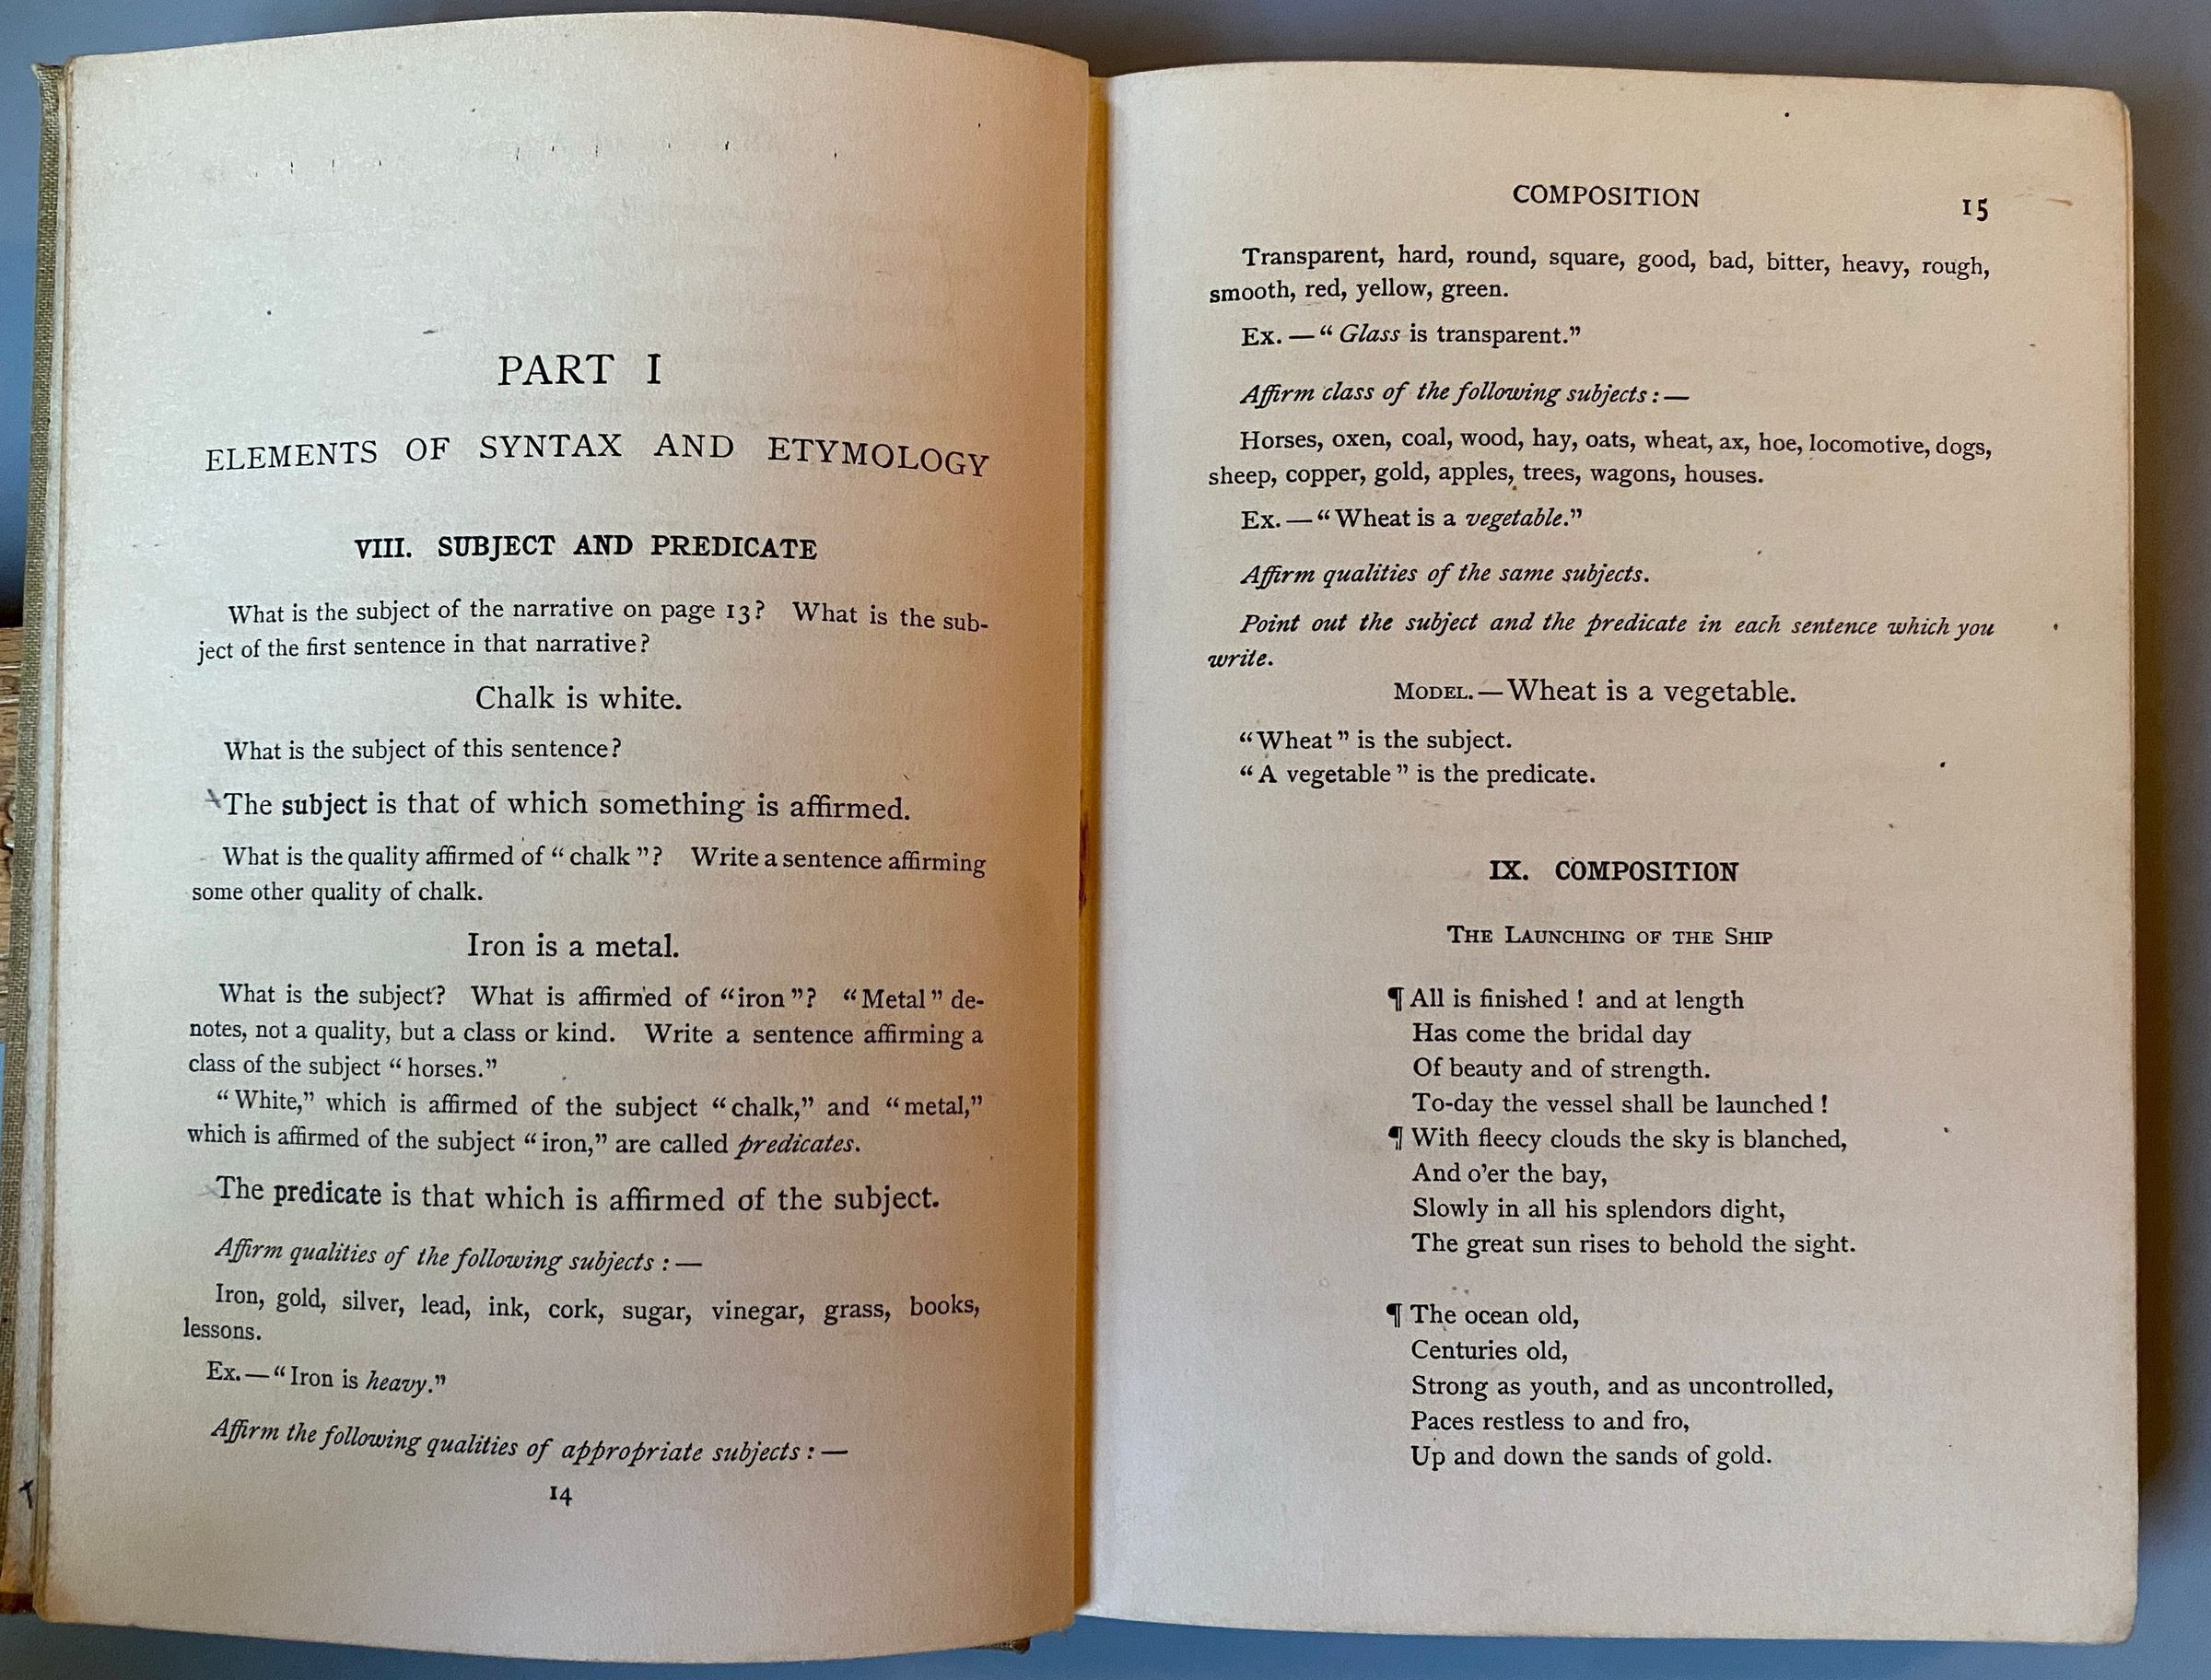 PART I
ELEMENTS OF SYNTAX AND ETYMOLOGY
VIII. SUBJECT AND PREDICATE
What is the subject of the narrative on page 13? What is the sub-
ject of the first sentence in that narrative?
Chalk is white.
What is the subject of this sentence?
The subject is that of which something is affirmed.
What is the quality affirmed of “chalk”? Write a sentence affirming
some other quality of chalk.
Iron is a metal.
What is the subject? What is affirmed of “iron”? “Metal” de-
notes, not a quality, but a class or kind. Write a sentence affirming a
class of the subject “horses.”
“White,” which is affirmed of the subject “chalk,” and “metal,”
which is affirmed of the subject “iron,” are called predicates.
The predicate is that which is affirmed of the subject.
Affirm qualities of the following subjects:—
Iron, gold, silver, lead, ink, cork, sugar, vinegar, grass, books,
lessons.
Ex.—“Iron is heavy.”
Affirm the following qualities of appropriate subjects:—
14
COMPOSITION 15
Transparent, hard, round, square, good, bad, bitter, heavy, rough,
smooth, red, yellow, green.
Ex.—“Glass is transparent.”
Affirm class of the following subjects:—
Horses, oxen, coal, wood, hay, oats, wheat, ax, hoe, locomotive, dogs,
sheep, copper, gold, apples, trees, wagons, houses.
Ex.—“Wheat is a vegetable.”
Affirm qualities of the same subjects.
Point out the subject and the predicate in each sentence which you
write.
MODEL.—Wheat is a vegetable.
“Wheat” is the subject.
“A vegetable” is the predicate.
IX. COMPOSITION
THE LAUNCHING OF THE SHIP
¶ All is finished! and at length
Has come the bridal day
Of beauty and of strength.
To-day the vessel shall be launched!
¶ With fleecy clouds the sky is blanched,
And o’er the bay,
Slowly in all his splendors dight,
The great sun rises to behold the sight.
¶ The ocean old,
Centuries old,
Strong as youth, and as uncontrolled,
Paces restless to and fro,
Up and down the sands of gold.